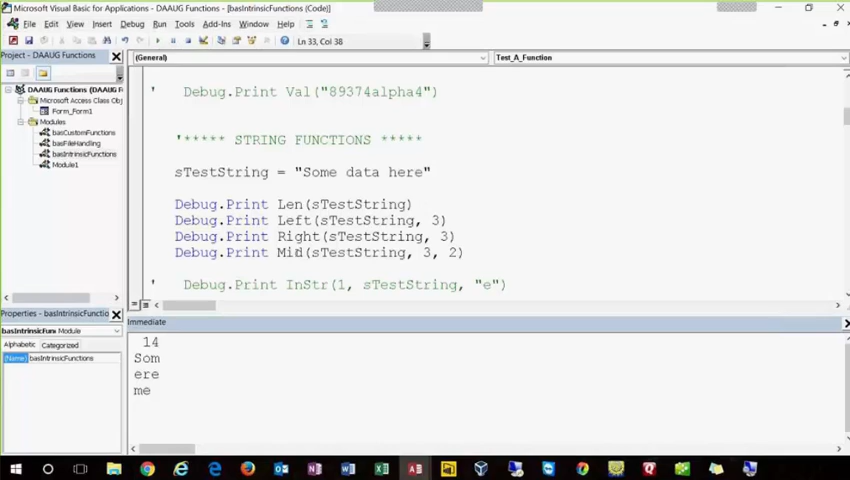 Microsoft Visual Basic for Applications - DAAUG Functions - [basIntrinsicFunctions (Code)]
File Edit View Insert Debug Run Tools Add-Ins Window Help
Ln 33, Col 38
Project - DAAUG Functions
(General) Test_A_Function
DAAUG Functions (DAAUG F
Microsoft Access Class Obj
Form_Form1
Modules
basCustomFunctions
basFileHandling
basIntrinsicFunctions
Module1
' Debug.Print Val("89374alpha4")
'***** STRING FUNCTIONS *****
sTestString = "Some data here"
Debug.Print Len(sTestString)
Debug.Print Left(sTestString, 3)
Debug.Print Right(sTestString, 3)
Debug.Print Mid(sTestString, 3, 2)
' Debug.Print InStr(1, sTestString, "e")
Properties - basIntrinsicFunctio
basIntrinsicFun Module
Alphabetic Categorized
(Name) basIntrinsicFunctions
Immediate
14
Som
ere
me